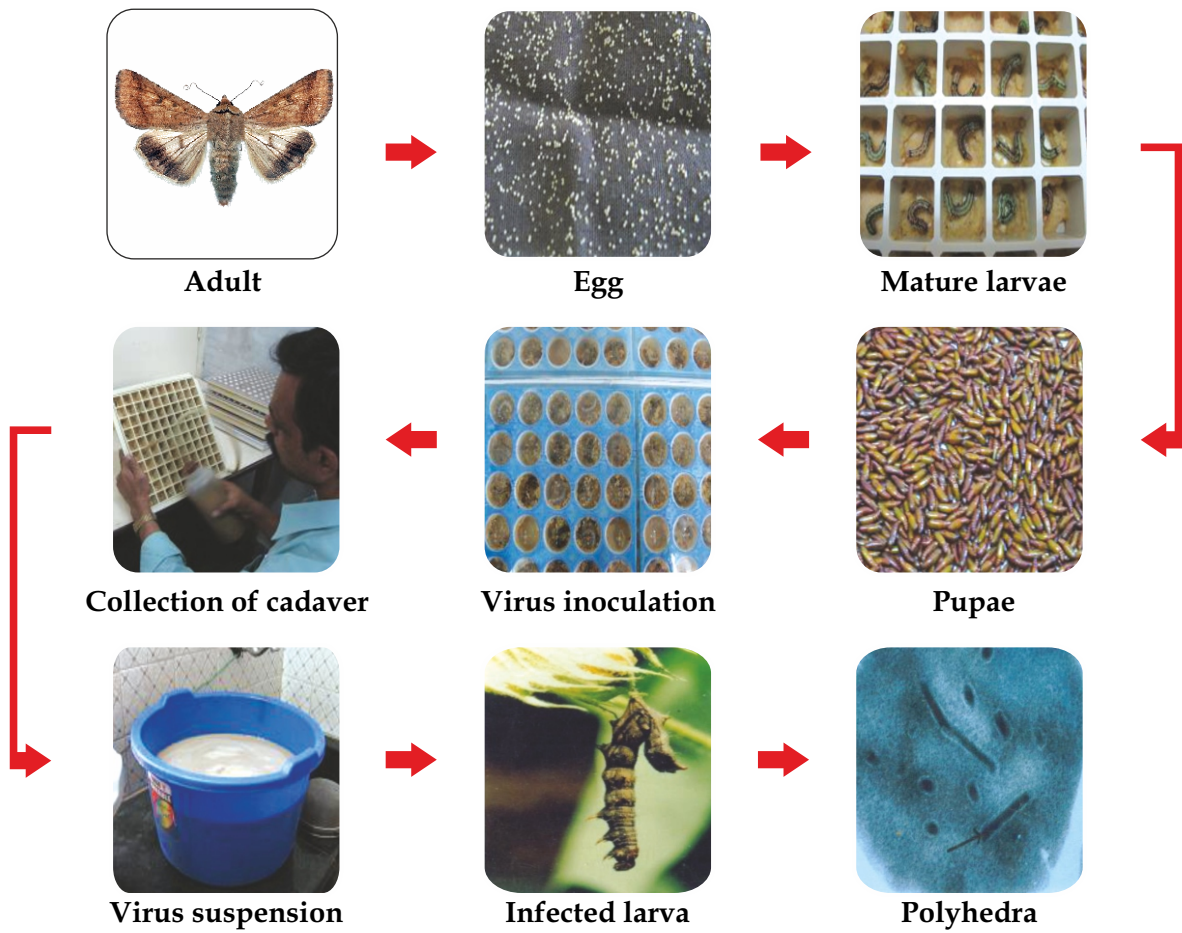 Adult
Egg
Mature larvae
Pupae
Virus inoculation
Collection of cadaver
Virus suspension
Infected larva
Polyhedra